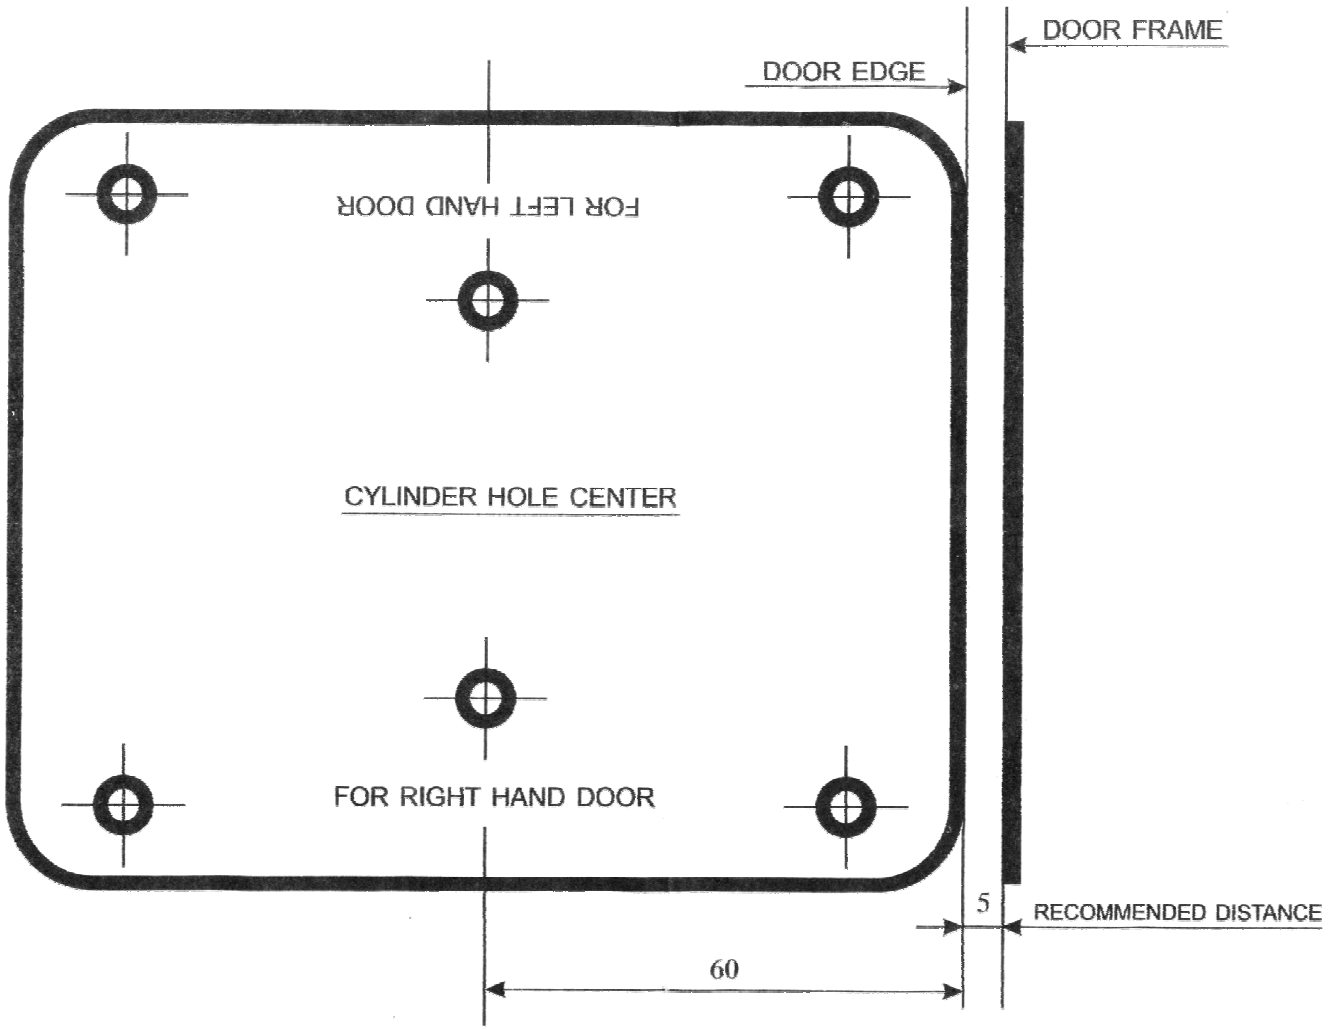 DOOR FRAME
DOOR EDGE
FOR LEFT HAND DOOR
CYLINDER HOLE CENTER
FOR RIGHT HAND DOOR
5
RECOMMENDED DISTANCE
60